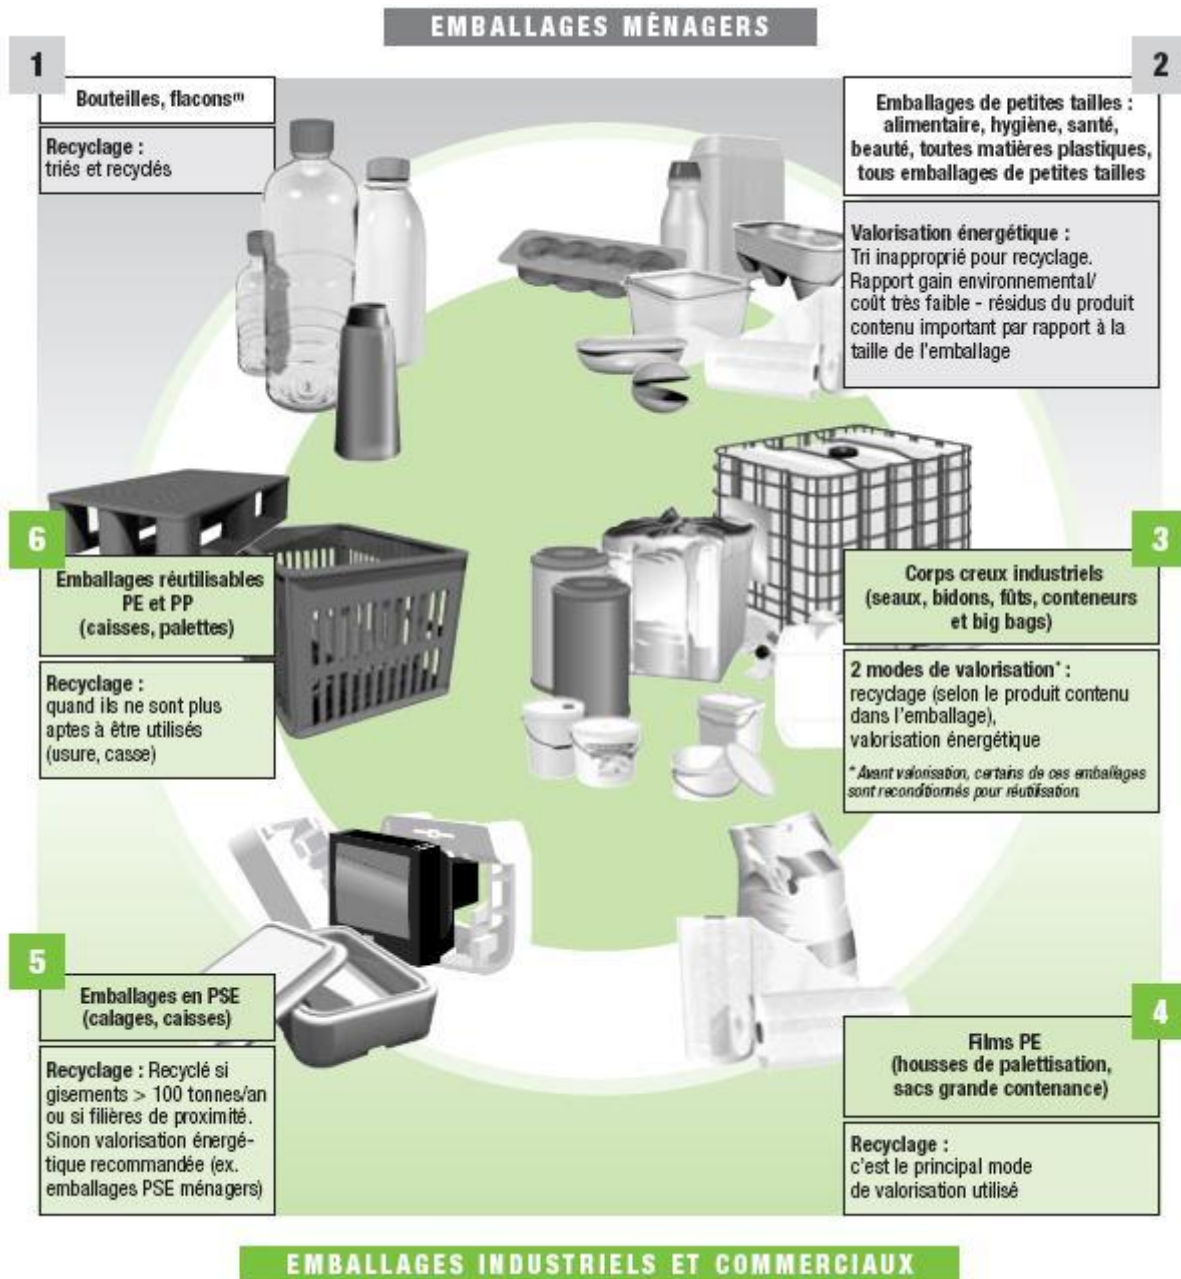 EMBALLAGES MÉNAGERS
1
Bouteilles, flacons⁽¹⁾
Recyclage :
triés et recyclés
2
Emballages de petites tailles :
alimentaire, hygiène, santé,
beauté, toutes matières plastiques,
tous emballages de petites tailles
Valorisation énergétique :
Tri inapproprié pour recyclage.
Rapport gain environnemental/
coût très faible - résidus du produit
contenu important par rapport à la
taille de l'emballage
3
Corps creux industriels
(seaux, bidons, fûts, conteneurs
et big bags)
2 modes de valorisation* :
recyclage (selon le produit contenu
dans l'emballage),
valorisation énergétique
* Avant valorisation, certains de ces emballages
sont reconditionnés pour réutilisation.
4
Films PE
(housses de palettisation,
sacs grande contenance)
Recyclage :
c'est le principal mode
de valorisation utilisé
5
Emballages en PSE
(calages, caisses)
Recyclage : Recyclé si
gisements > 100 tonnes/an
ou si filières de proximité.
Sinon valorisation énergé-
tique recommandée (ex.
emballages PSE ménagers)
6
Emballages réutilisables
PE et PP
(caisses, palettes)
Recyclage :
quand ils ne sont plus
aptes à être utilisés
(usure, casse)
EMBALLAGES INDUSTRIELS ET COMMERCIAUX